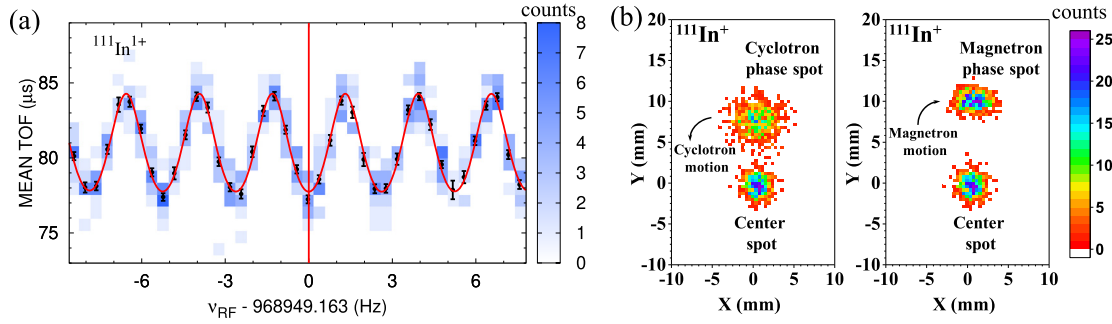 (a)
counts
¹¹¹In¹⁺
MEAN TOF (μs)
85
80
75
-6
-3
0
3
6
ν_RF - 968949.163 (Hz)
8
7
6
5
4
3
2
1
0
(b)
counts
¹¹¹In⁺
Cyclotron
phase spot
Cyclotron
motion
Center
spot
Y (mm)
20
15
10
5
0
-5
-10
-10
-5
0
5
10
X (mm)
¹¹¹In⁺
Magnetron
phase spot
Magnetron
motion
Center
spot
Y (mm)
20
15
10
5
0
-5
-10
-10
-5
0
5
10
X (mm)
25
20
15
10
5
0